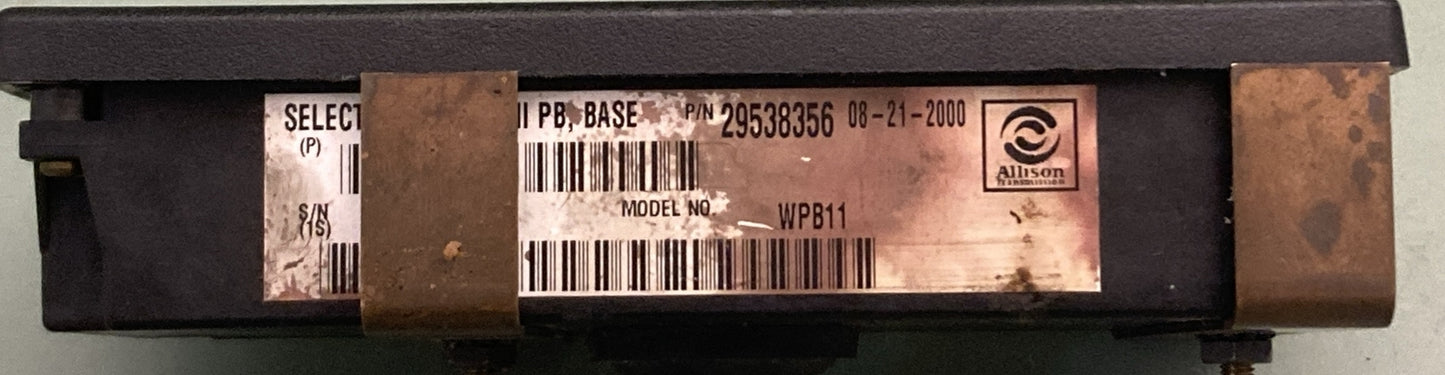 SELECT II PB, BASE P/N 29538356 08-21-2000
(P)
Allison
TRANSMISSION
S/N
(1S)
MODEL NO. WPB11